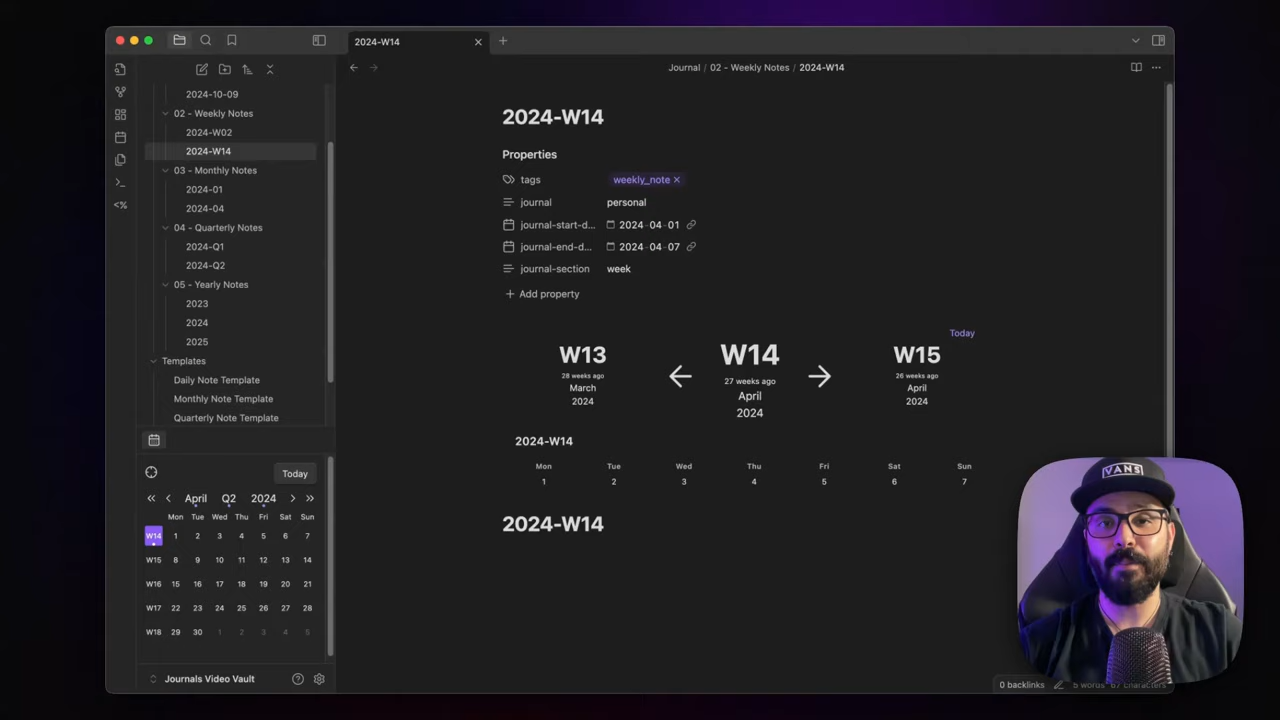 2024-W14
Journal / 02 - Weekly Notes / 2024-W14
2024-10-09
02 - Weekly Notes
2024-W02
2024-W14
03 - Monthly Notes
2024-01
2024-04
04 - Quarterly Notes
2024-Q1
2024-Q2
05 - Yearly Notes
2023
2024
2025
Templates
Daily Note Template
Monthly Note Template
Quarterly Note Template
Today
April Q2 2024
Mon Tue Wed Thu Fri Sat Sun
W14 1 2 3 4 5 6 7
W15 8 9 10 11 12 13 14
W16 15 16 17 18 19 20 21
W17 22 23 24 25 26 27 28
W18 29 30 1 2 3 4 5
Journals Video Vault
2024-W14
Properties
tags weekly_note
journal personal
journal-start-d... 2024-04-01
journal-end-d... 2024-04-07
journal-section week
+ Add property
Today
W13 W14 W15
28 weeks ago 27 weeks ago 26 weeks ago
March April April
2024 2024 2024
2024-W14
Mon Tue Wed Thu Fri Sat Sun
1 2 3 4 5 6 7
2024-W14
VANS
0 backlinks 5 words 67 characters